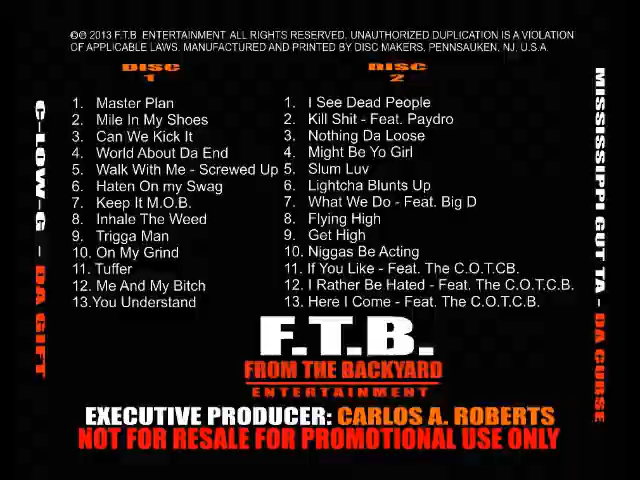 ©℗ 2013 F.T.B ENTERTAINMENT ALL RIGHTS RESERVED, UNAUTHORIZED DUPLICATION IS A VIOLATION
OF APPLICABLE LAWS. MANUFACTURED AND PRINTED BY DISC MAKERS, PENNSAUKEN, NJ, U.S.A.
DISC
1
1. Master Plan
2. Mile In My Shoes
3. Can We Kick It
4. World About Da End
5. Walk With Me - Screwed Up
6. Haten On my Swag
7. Keep It M.O.B.
8. Inhale The Weed
9. Trigga Man
10. On My Grind
11. Tuffer
12. Me And My Bitch
13.You Understand
DISC
2
1. I See Dead People
2. Kill Shit - Feat. Paydro
3. Nothing Da Loose
4. Might Be Yo Girl
5. Slum Luv
6. Lightcha Blunts Up
7. What We Do - Feat. Big D
8. Flying High
9. Get High
10. Niggas Be Acting
11. If You Like - Feat. The C.O.T.CB.
12. I Rather Be Hated - Feat. The C.O.T.C.B.
13. Here I Come - Feat. The C.O.T.C.B.
C-LOW-G - DA GIFT
MISSISSIPPI GUT TA - DA CURSE
F.T.B.
FROM THE BACKYARD
ENTERTAINMENT
EXECUTIVE PRODUCER: CARLOS A. ROBERTS
NOT FOR RESALE FOR PROMOTIONAL USE ONLY